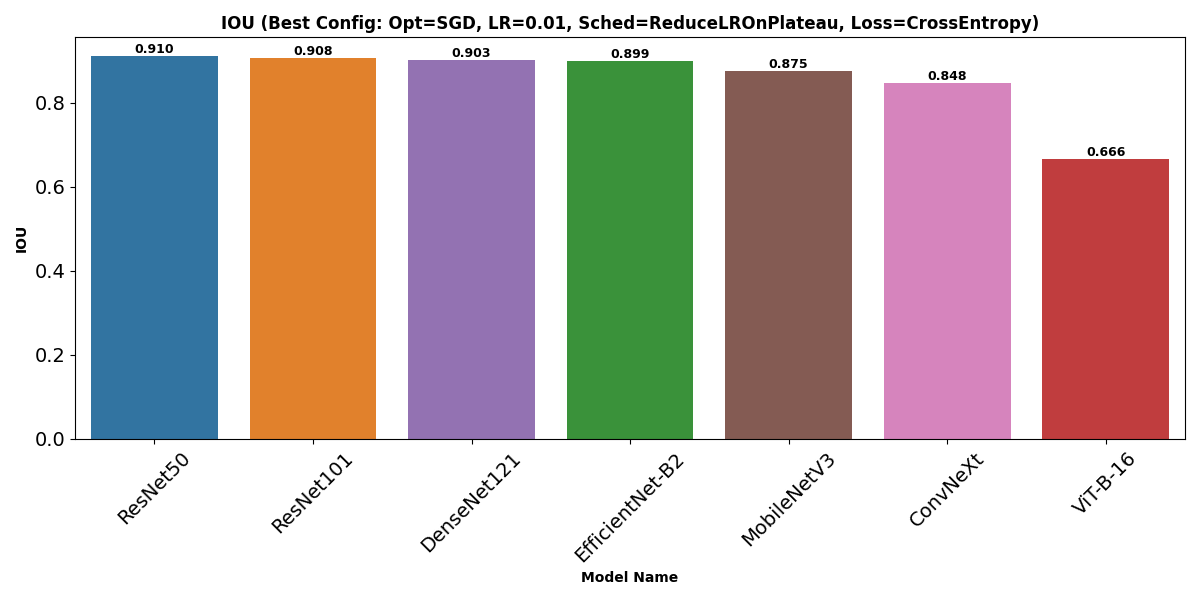 IOU (Best Config: Opt=SGD, LR=0.01, Sched=ReduceLROnPlateau, Loss=CrossEntropy)
0.910
0.908
0.903
0.899
0.875
0.848
0.666
0.8
0.6
0.4
0.2
0.0
IOU
ResNet50
ResNet101
DenseNet121
EfficientNet-B2
MobileNetV3
ConvNeXt
ViT-B-16
Model Name